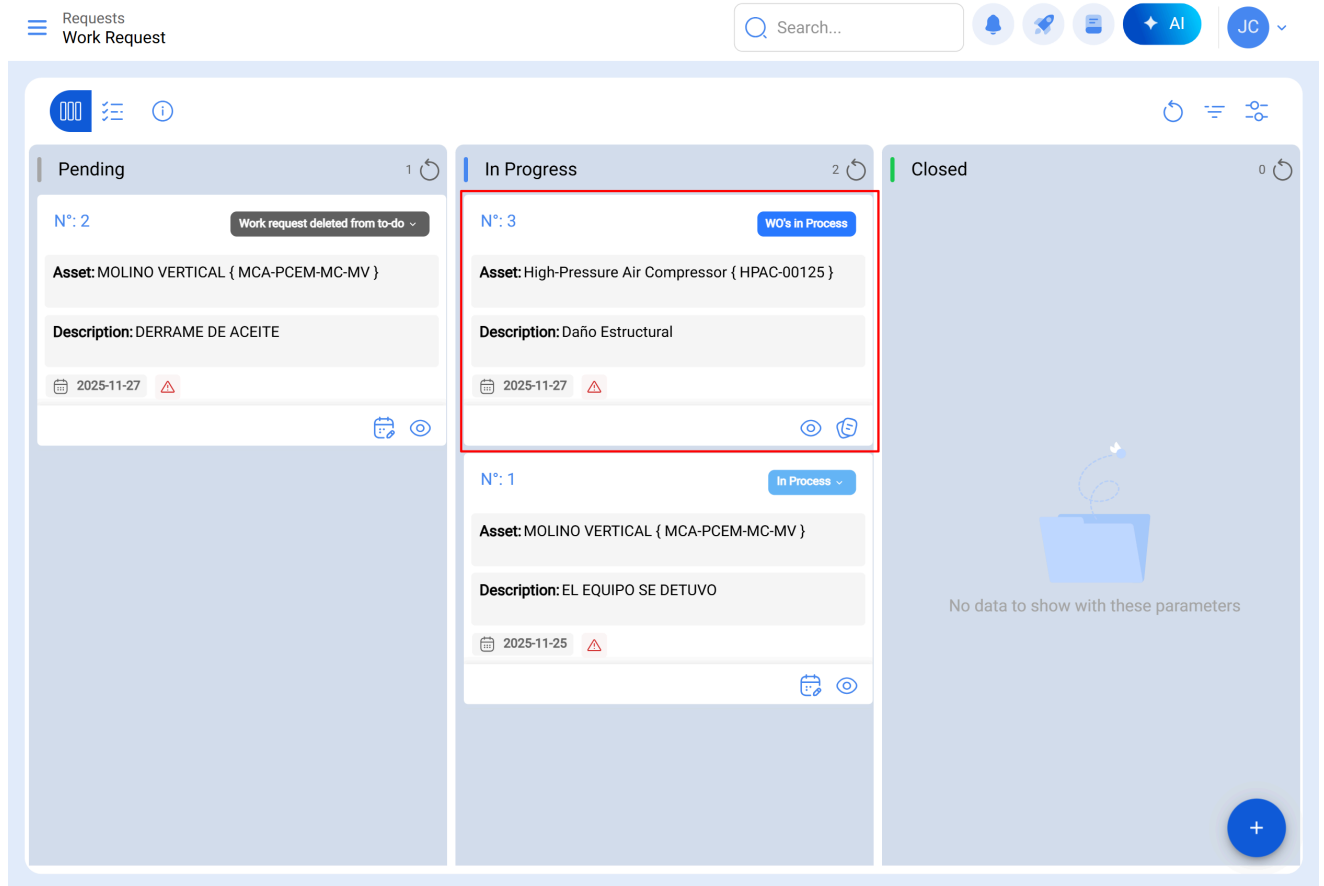 Requests
Work Request
Search...
AI
JC
Pending
1
N°: 2
Work request deleted from to-do
Asset: MOLINO VERTICAL { MCA-PCEM-MC-MV }
Description: DERRAME DE ACEITE
2025-11-27
In Progress
2
N°: 3
WO's in Process
Asset: High-Pressure Air Compressor { HPAC-00125 }
Description: Daño Estructural
2025-11-27
N°: 1
In Process
Asset: MOLINO VERTICAL { MCA-PCEM-MC-MV }
Description: EL EQUIPO SE DETUVO
2025-11-25
Closed
0
No data to show with these parameters
+